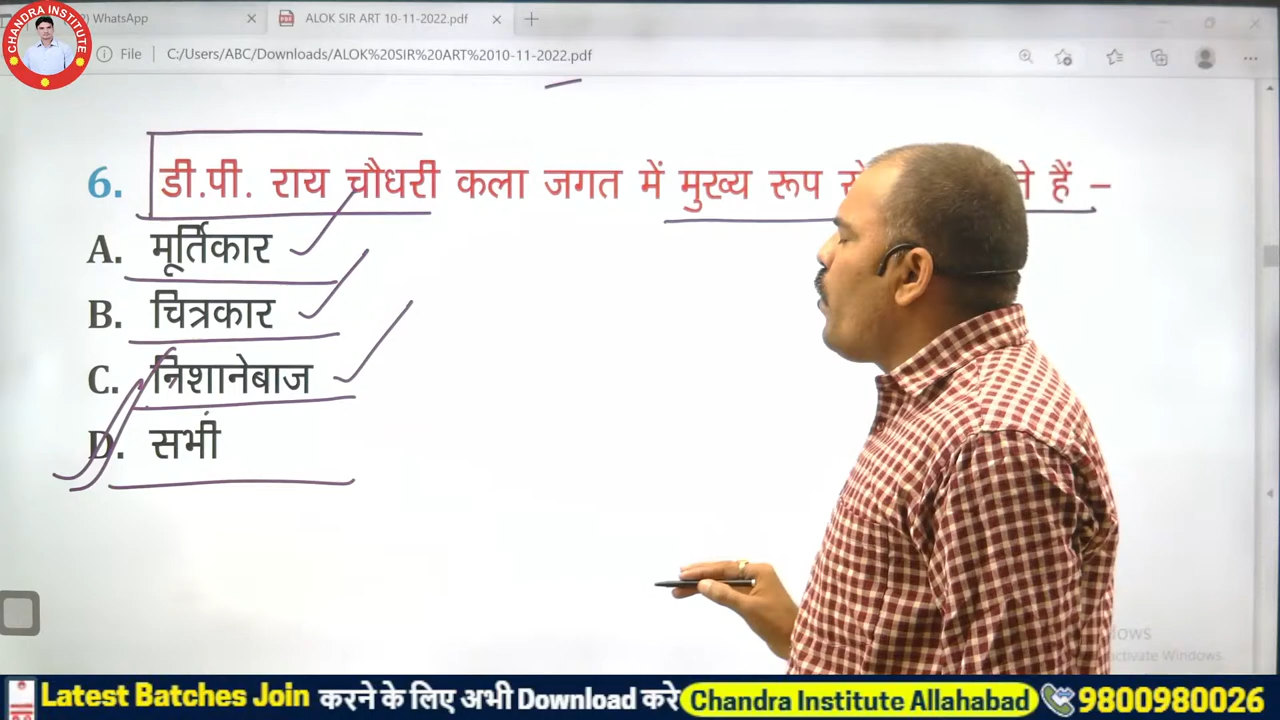 CHANDRA INSTITUTE
WhatsApp
ALOK SIR ART 10-11-2022.pdf
File
C:/Users/ABC/Downloads/ALOK%20SIR%20ART%2010-11-2022.pdf
6. डी.पी. राय चौधरी कला जगत में मुख्य रूप हैं –
A. मूर्तिकार
B. चित्रकार
C. निशानेबाज
D. सभी
activate Windows
Latest Batches Join करने के लिए अभी Download करे Chandra Institute Allahabad 9800980026